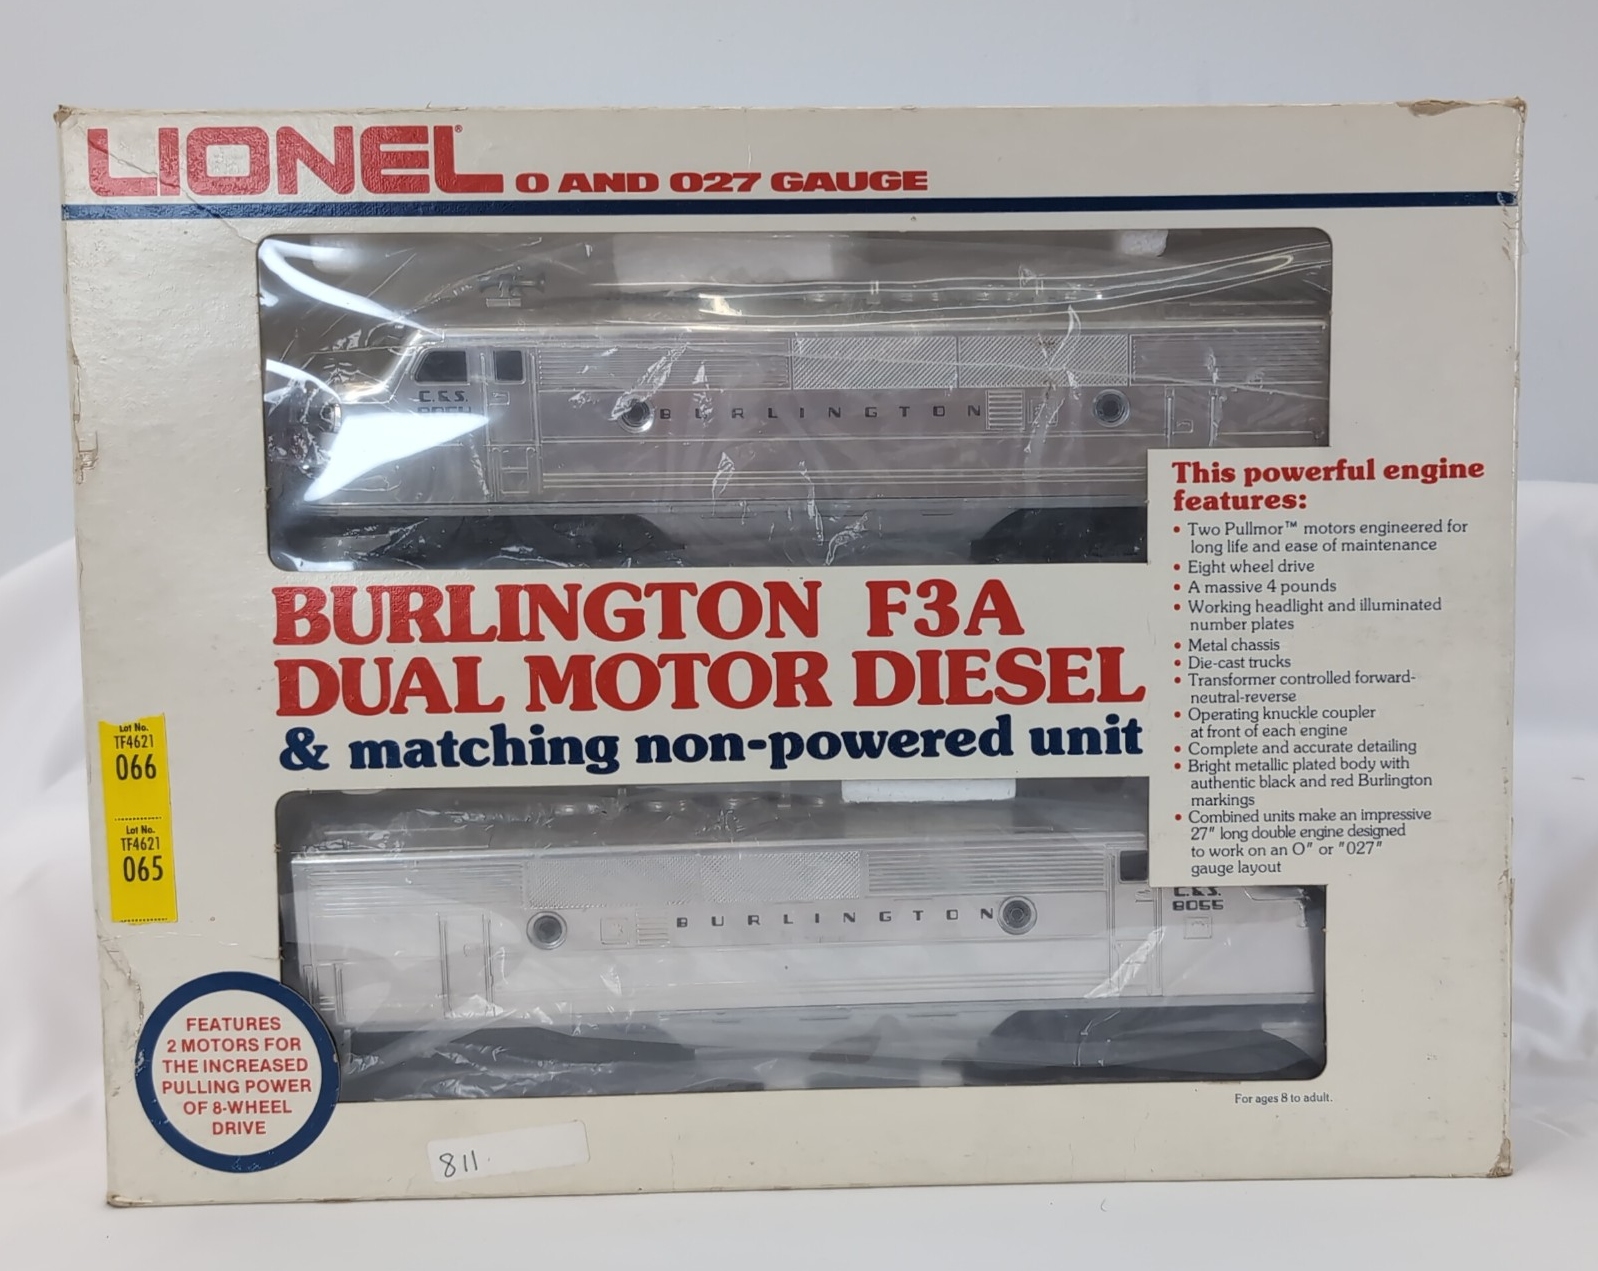 LIONEL®
O AND O27 GAUGE
C. & S.
BURLINGTON
This powerful engine
features:
• Two Pullmor™ motors engineered for
long life and ease of maintenance
• Eight wheel drive
• A massive 4 pounds
• Working headlight and illuminated
number plates
• Metal chassis
• Die-cast trucks
• Transformer controlled forward-
neutral-reverse
• Operating knuckle coupler
at front of each engine
• Complete and accurate detailing
• Bright metallic plated body with
authentic black and red Burlington
markings
• Combined units make an impressive
27" long double engine designed
to work on an O" or "027"
gauge layout
BURLINGTON F3A
DUAL MOTOR DIESEL
& matching non-powered unit
Lot No.
TF4621
066
Lot No.
TF4621
065
BURLINGTON
C. & S.
8055
FEATURES
2 MOTORS FOR
THE INCREASED
PULLING POWER
OF 8-WHEEL
DRIVE
For ages 8 to adult.
811